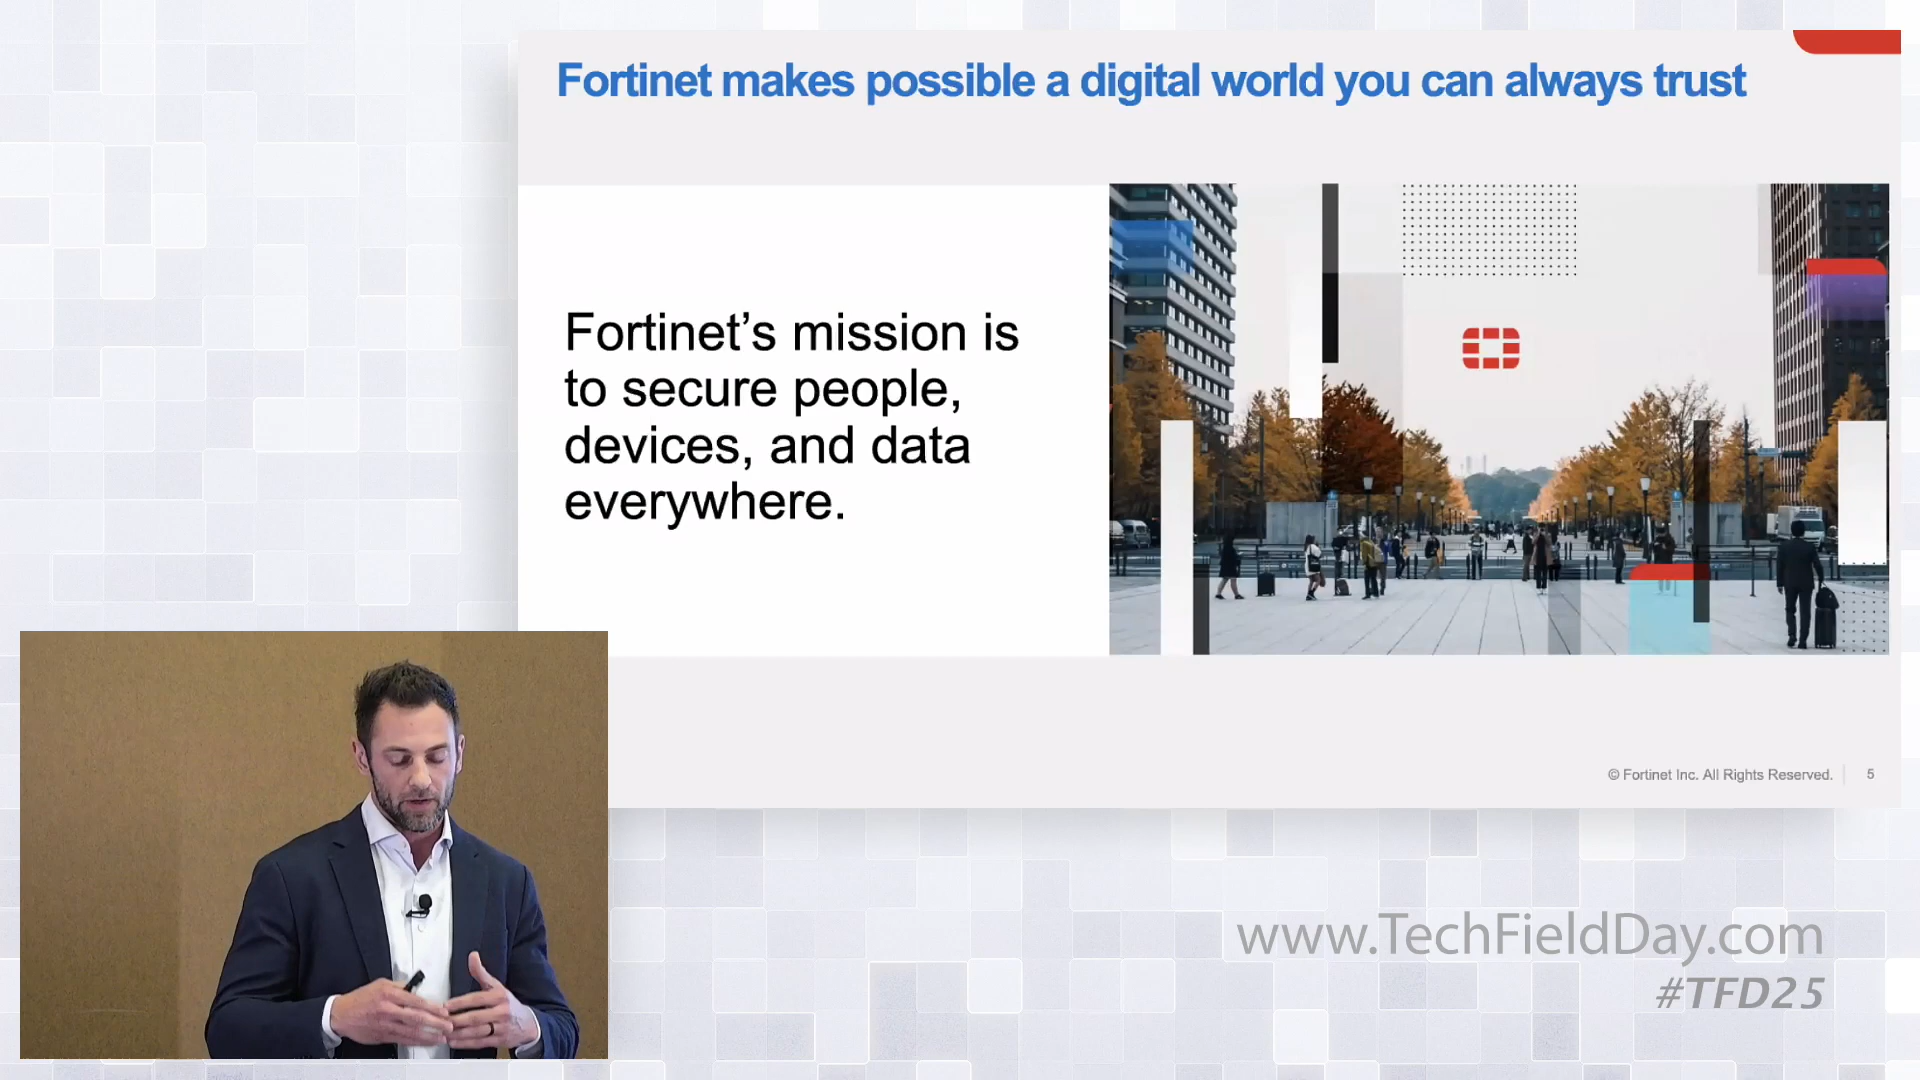 Fortinet makes possible a digital world you can always trust
Fortinet’s mission is
to secure people,
devices, and data
everywhere.
© Fortinet Inc. All Rights Reserved.
5
www.TechFieldDay.com
#TFD25